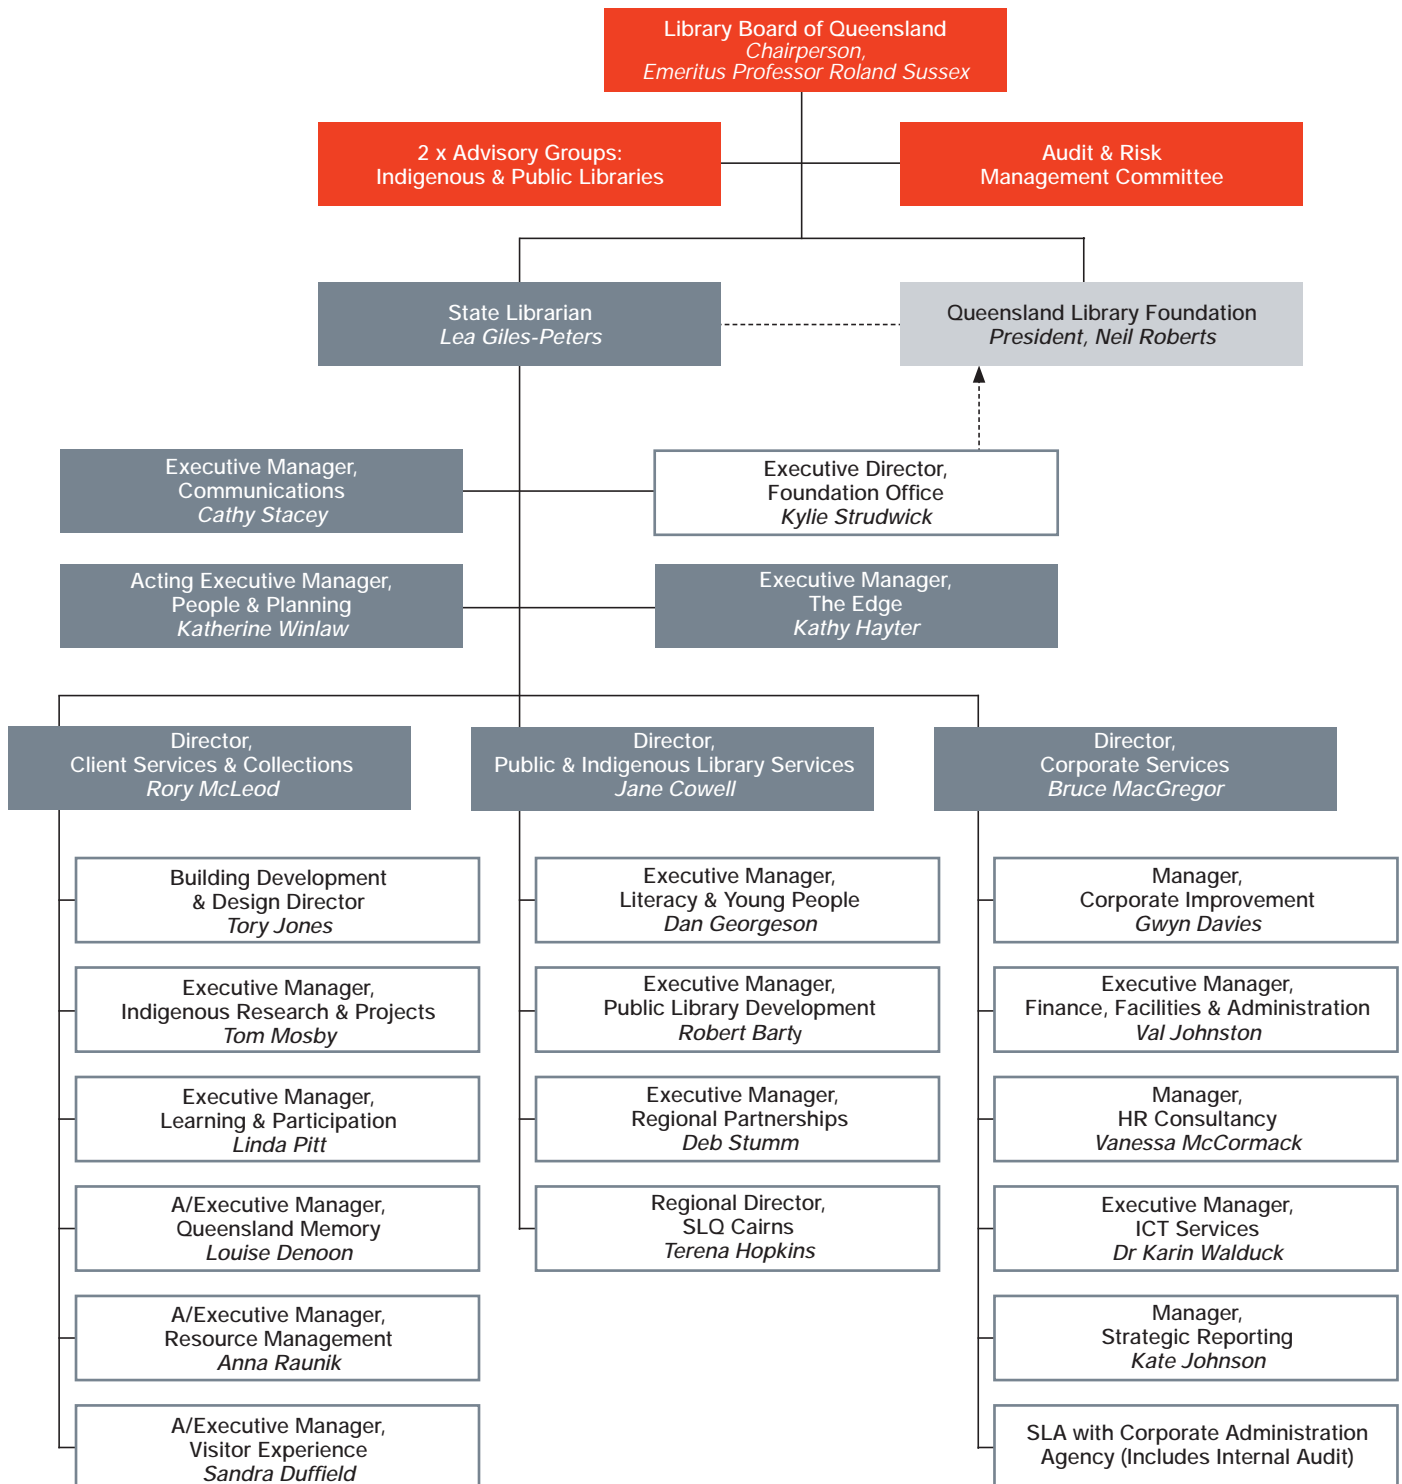 Library Board of Queensland
Chairperson,
Emeritus Professor Roland Sussex
2 x Advisory Groups:
Indigenous & Public Libraries
Audit & Risk
Management Committee
State Librarian
Lea Giles-Peters
Queensland Library Foundation
President, Neil Roberts
Executive Manager,
Communications
Cathy Stacey
Executive Director,
Foundation Office
Kylie Strudwick
Acting Executive Manager,
People & Planning
Katherine Winlaw
Executive Manager,
The Edge
Kathy Hayter
Director,
Client Services & Collections
Rory McLeod
Director,
Public & Indigenous Library Services
Jane Cowell
Director,
Corporate Services
Bruce MacGregor
Building Development
& Design Director
Tory Jones
Executive Manager,
Indigenous Research & Projects
Tom Mosby
Executive Manager,
Learning & Participation
Linda Pitt
A/Executive Manager,
Queensland Memory
Louise Denoon
A/Executive Manager,
Resource Management
Anna Raunik
A/Executive Manager,
Visitor Experience
Sandra Duffield
Executive Manager,
Literacy & Young People
Dan Georgeson
Executive Manager,
Public Library Development
Robert Barty
Executive Manager,
Regional Partnerships
Deb Stumm
Regional Director,
SLQ Cairns
Terena Hopkins
Manager,
Corporate Improvement
Gwyn Davies
Executive Manager,
Finance, Facilities & Administration
Val Johnston
Manager,
HR Consultancy
Vanessa McCormack
Executive Manager,
ICT Services
Dr Karin Walduck
Manager,
Strategic Reporting
Kate Johnson
SLA with Corporate Administration
Agency (Includes Internal Audit)